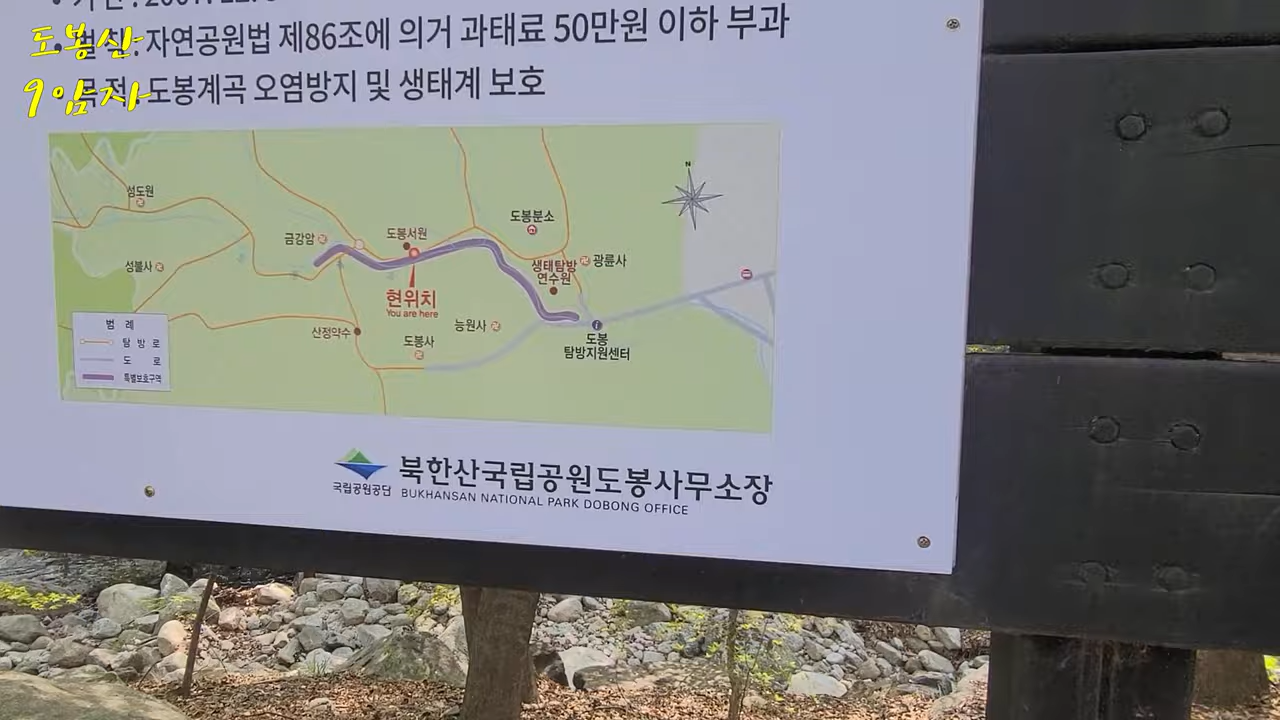 도봉산
9암자
벌 칙 : 자연공원법 제86조에 의거 과태료 50만원 이하 부과
목 적 : 도봉계곡 오염방지 및 생태계 보호
N
성도원
금강암
도봉서원
도봉분소
성불사
생태탐방
연수원
광륜사
현위치
You are here
산정약수
능원사
도봉사
도봉
탐방지원센터
범 례
탐 방 로
도 로
특별보호구역
국립공원공단
북한산국립공원도봉사무소장
BUKHANSAN NATIONAL PARK DOBONG OFFICE